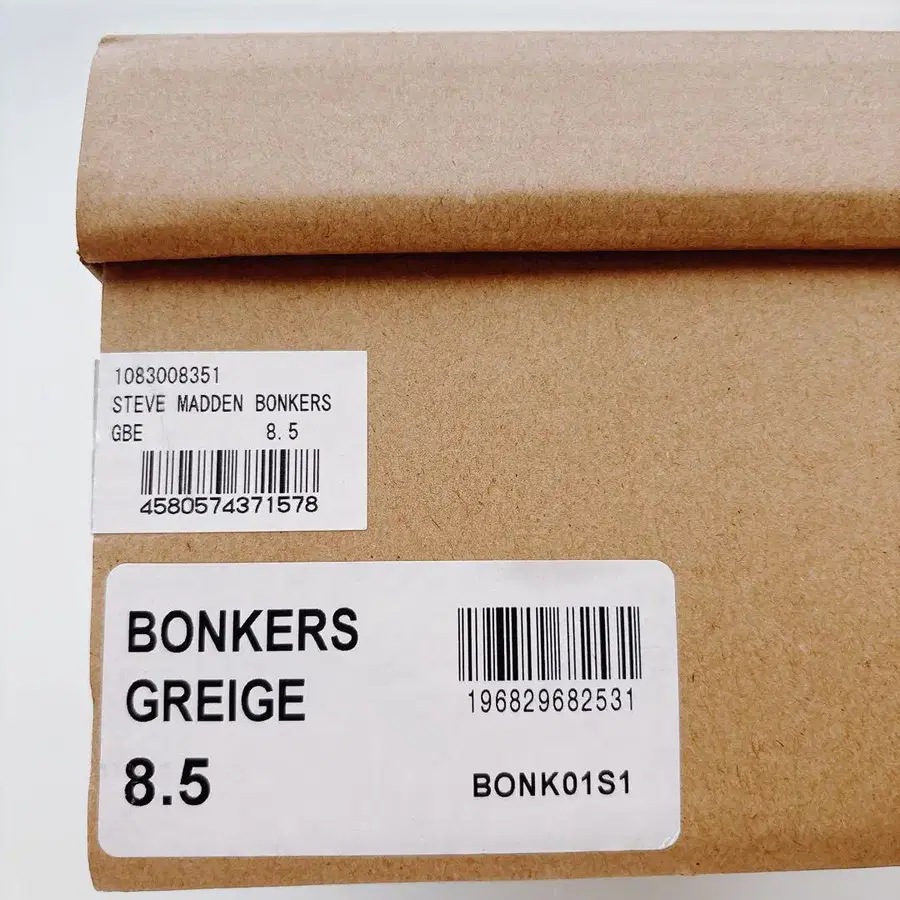 1083008351
STEVE MADDEN BONKERS
GBE 8.5
4580574371578
BONKERS
GREIGE
8.5
196829682531
BONK01S1